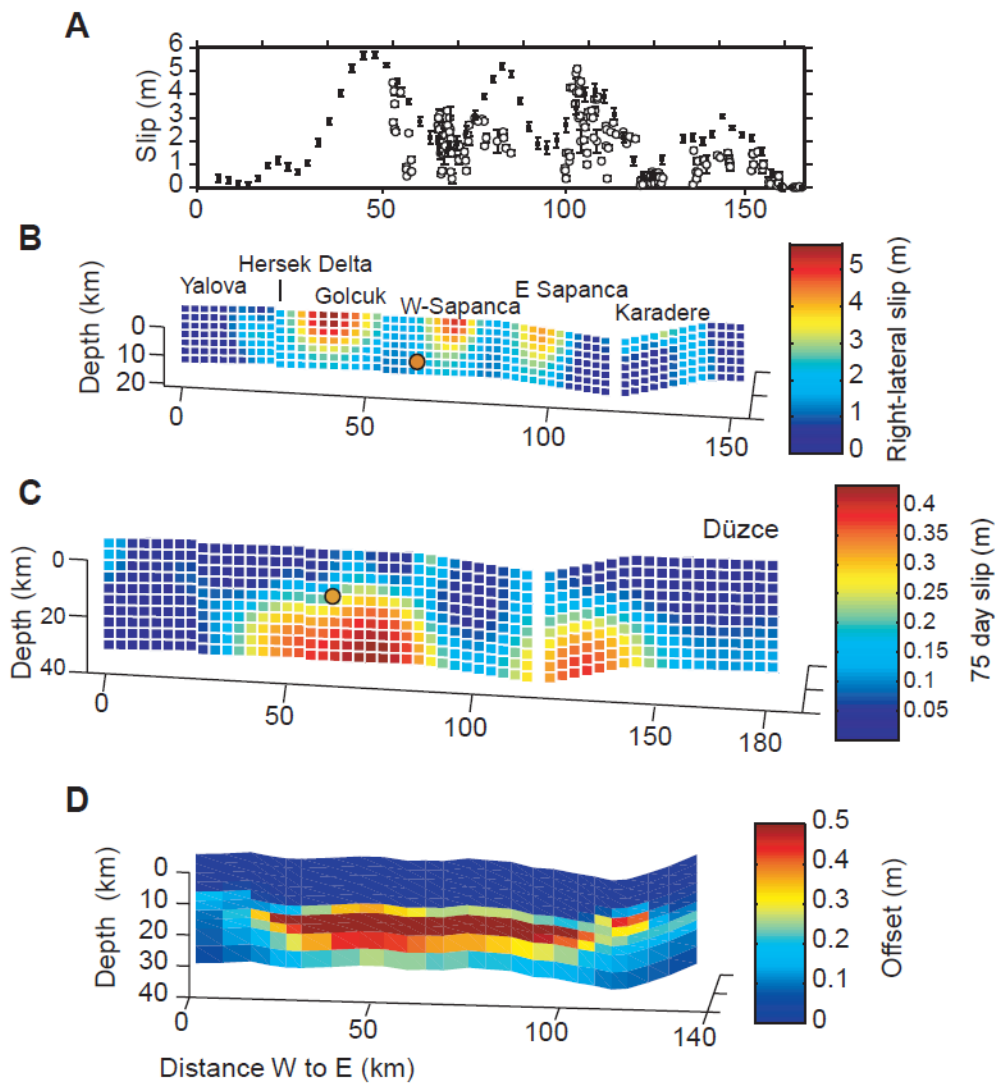 A
Slip (m)
6
5
4
3
2
1
0
0 50 100 150
B
Hersek Delta
Yalova
Golcuk
W-Sapanca
E Sapanca
Karadere
Depth (km)
0
10
20
0 50 100 150
5
4
3
2
1
0
Right-lateral slip (m)
C
Düzce
Depth (km)
0
20
40
0 50 100 150 180
0.4
0.35
0.3
0.25
0.2
0.15
0.1
0.05
75 day slip (m)
D
Depth (km)
0
10
20
30
40
0 50 100 140
Distance W to E (km)
0.5
0.4
0.3
0.2
0.1
0
Offset (m)